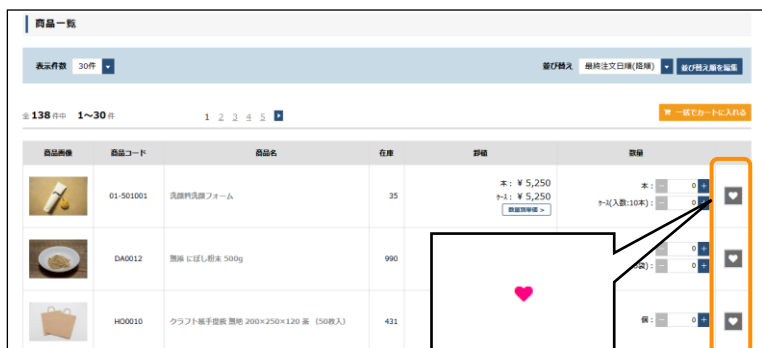 商品一覧
表示件数 30件
並び替え 最終注文日順(降順) 並び替え順を編集
全 138 件中 1～30 件
1 2 3 4 5
一括でカートに入れる
商品画像 商品コード 商品名 在庫 卸値 数量
01-501001 洗顔料洗顔フォーム 35
本： ¥ 5,250
ｹｰｽ： ¥ 5,250
数量別単価 >
本： － 0 +
ｹｰｽ(入数:10本)： － 0 +
DA0012 無添 にぼし粉末 500g 990
－ 0 +
袋)： － 0 +
HO0010 クラフト紙手提袋 無地 200×250×120 茶 （50枚入） 431
個： － 0 +